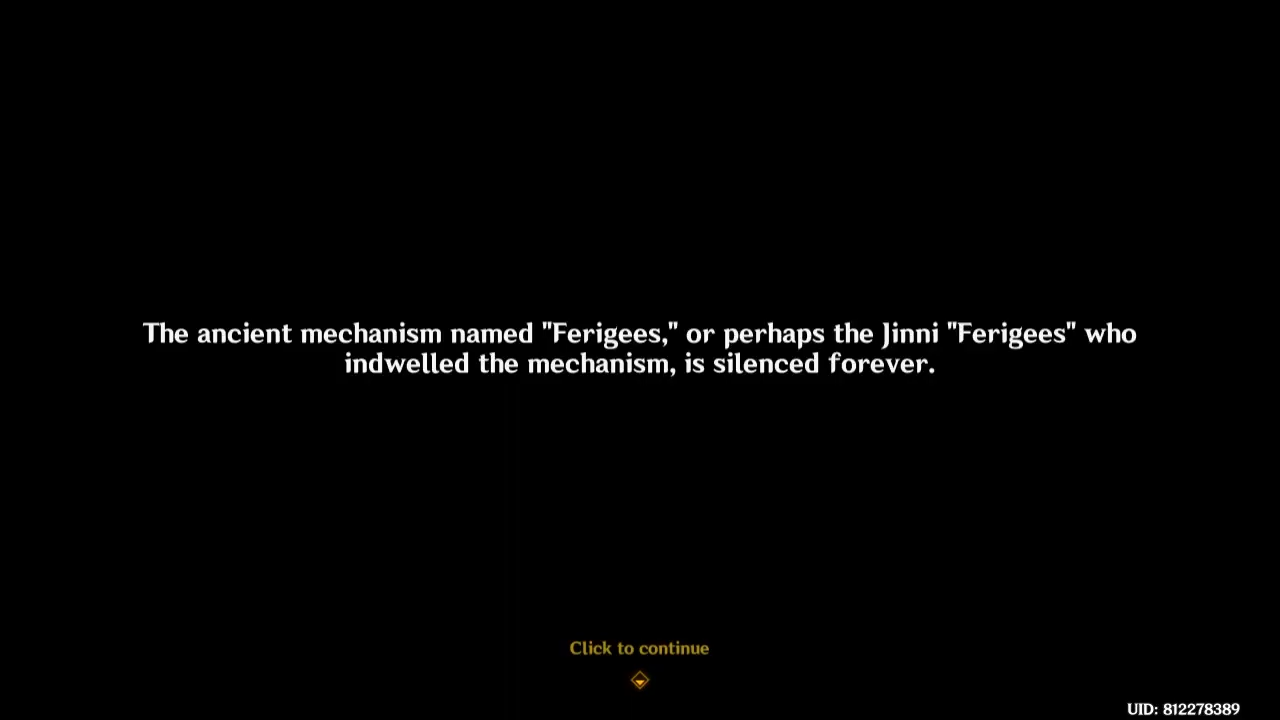 The ancient mechanism named "Ferigees," or perhaps the Jinni "Ferigees" who
indwelled the mechanism, is silenced forever.
Click to continue
UID: 812278389